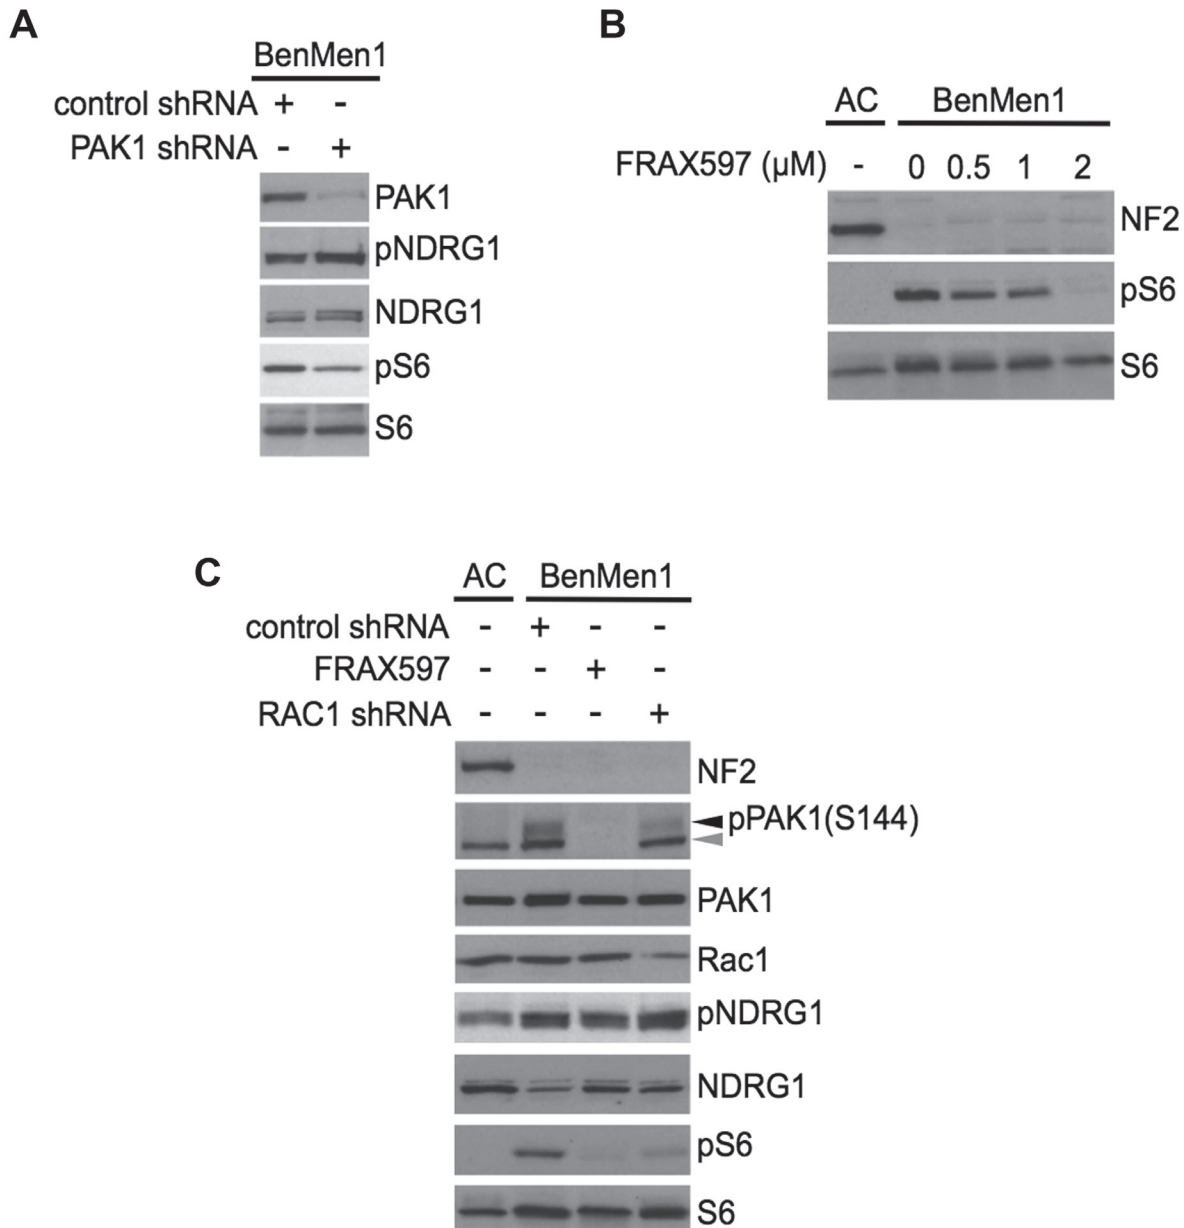 A
BenMen1
control shRNA + -
PAK1 shRNA - +
PAK1
pNDRG1
NDRG1
pS6
S6
B
AC BenMen1
FRAX597 (µM) - 0 0.5 1 2
NF2
pS6
S6
C
AC BenMen1
control shRNA - + - -
FRAX597 - - + -
RAC1 shRNA - - - +
NF2
pPAK1(S144)
PAK1
Rac1
pNDRG1
NDRG1
pS6
S6